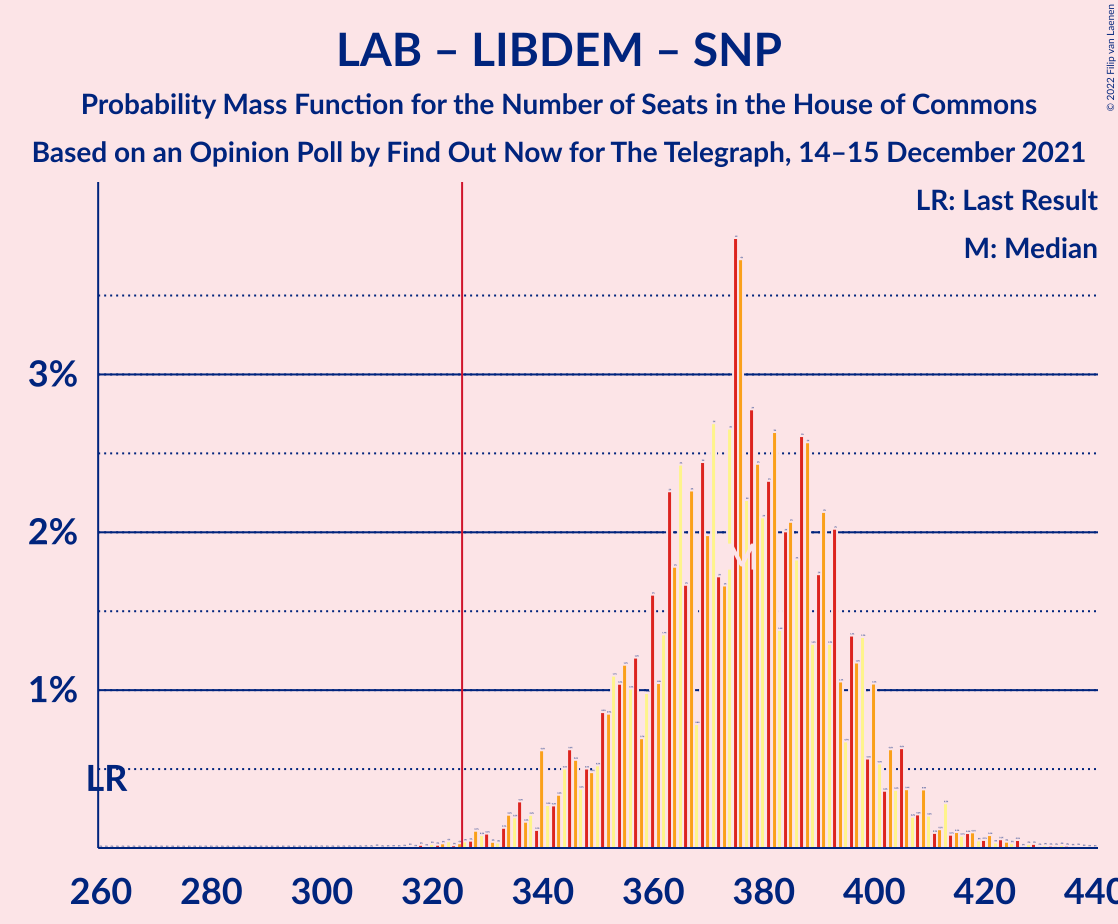 LAB – LIBDEM – SNP
Probability Mass Function for the Number of Seats in the House of Commons
Based on an Opinion Poll by Find Out Now for The Telegraph, 14–15 December 2021
© 2022 Filip van Laenen
LR: Last Result
M: Median
3%
2%
1%
M
LR
260 280 300 320 340 360 380 400 420 440